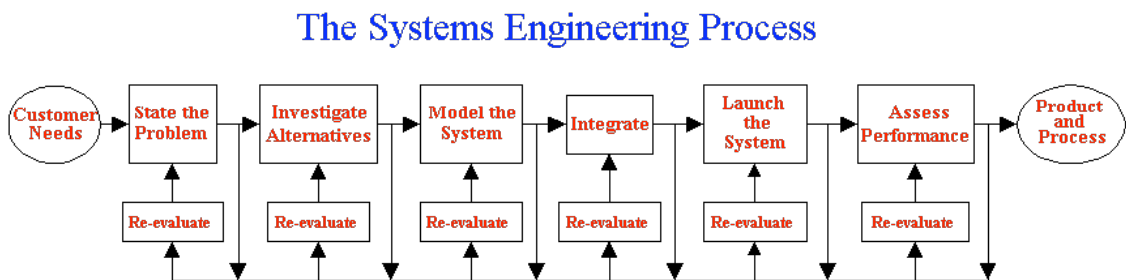 The Systems Engineering Process
Customer
Needs
State the
Problem
Investigate
Alternatives
Model the
System
Integrate
Launch
the
System
Assess
Performance
Product
and
Process
Re-evaluate
Re-evaluate
Re-evaluate
Re-evaluate
Re-evaluate
Re-evaluate